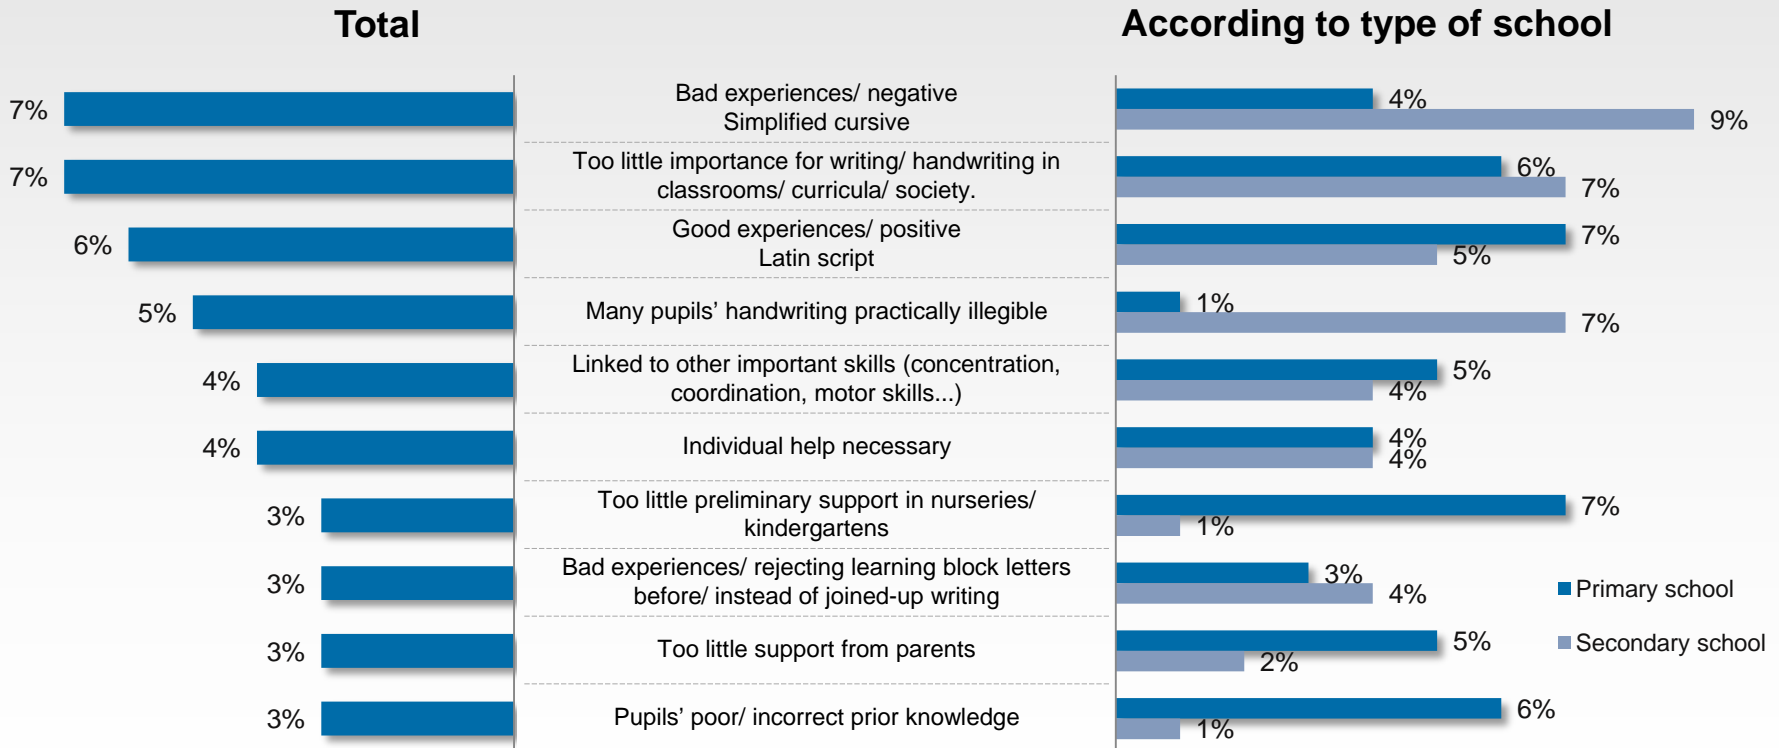 Total
According to type of school
7%
Bad experiences/ negative
Simplified cursive
4%
9%
7%
Too little importance for writing/ handwriting in
classrooms/ curricula/ society.
6%
7%
6%
Good experiences/ positive
Latin script
7%
5%
5%
Many pupils’ handwriting practically illegible
1%
7%
4%
Linked to other important skills (concentration,
coordination, motor skills...)
5%
4%
4%
Individual help necessary
4%
4%
3%
Too little preliminary support in nurseries/
kindergartens
7%
1%
3%
Bad experiences/ rejecting learning block letters
before/ instead of joined-up writing
3%
4%
Primary school
3%
Too little support from parents
5%
2%
Secondary school
3%
Pupils’ poor/ incorrect prior knowledge
6%
1%